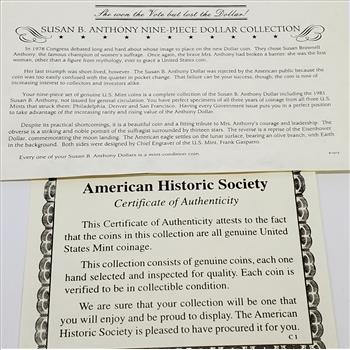 She won the Vote but lost the Dollar!
SUSAN B. ANTHONY NINE-PIECE DOLLAR COLLECTION
In 1978 Congress debated long and hard about whose image to place on the new Dollar coin. They chose Susan Brownell
Anthony, the famous champion of women's suffrage. Once again, the brave Mrs. Anthony had broken a barrier: she was the first
woman, other than a figure from mythology, ever to grace a United States coin.
Her last triumph was short-lived, however. The Susan B. Anthony Dollar was rejected by the American public because the
coin was too easily confused with the quarter in pocket change. That failure can be your success, though; the coin is now of
increasing interest to collectors and investors alike.
Your nine-piece set of genuine U.S. Mint coins is a complete collection of the Susan B. Anthony Dollar including the 1981
Susan B. Anthony, not issued for general circulation. You have perfect specimens of all three years of coinage from all three U.S.
Mints that struck them: Philadelphia, Denver and San Francisco. Having every Government Issue puts you in a perfect position
to take advantage of the increasing rarity and rising value of the Anthony Dollar.
Despite its practical shortcomings, it is a beautiful coin and a fitting tribute to Mrs. Anthony's courage and leadership. The
obverse is a striking and noble portrait of the suffragist surrounded by thirteen stars. The reverse is a reprise of the Eisenhower
Dollar, commemorating the moon landing. The American eagle settles on the lunar surface, bearing an olive branch, with Earth
in the background. Both sides were designed by Chief Engraver of the U.S. Mint, Frank Gasparro.
Every one of your Susan B. Anthony Dollars is a mint condition coin.
American Historic Society
Certificate of Authenticity
This Certificate of Authenticity attests to the fact
that the coins in this collection are all genuine United
States Mint coinage.
This collection consists of genuine coins, each one
hand selected and inspected for quality. Each coin is
verified to be in collectible condition.
We are sure that your collection will be one that
you will enjoy and be proud to display. The American
Historic Society is pleased to have procured it for you.
C 1